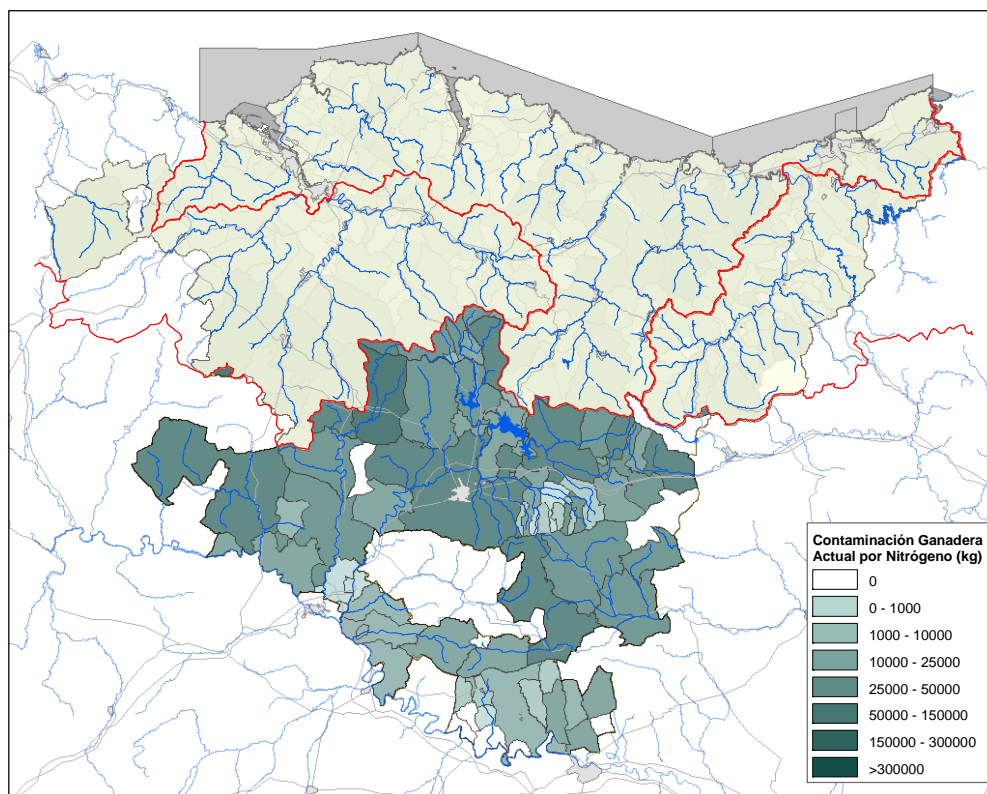 Contaminación Ganadera
Actual por Nitrógeno (kg)
0
0 - 1000
1000 - 10000
10000 - 25000
25000 - 50000
50000 - 150000
150000 - 300000
>300000